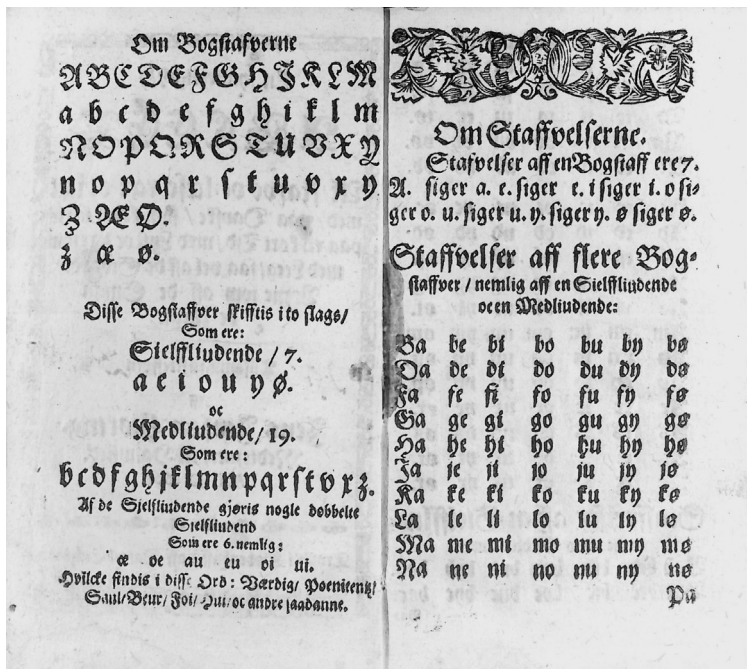 Om Bogstafverne
A B C D E F G H J K L M
a b c d e f g h i k l m
N O P Q R S T U V X Y
n o p q r s t u v x y
Z Æ Ø.
z æ ø.
Disse Bogstaffver skifftis i to slags/
Som ere:
Sielffliudende/ 7.
a e i o u y ø.
oc
Medliudende/ 19.
Som ere:
b c d f g h j k l m n p q r s t v x z.
Af de Sielfliudende gjøris nogle dobbelte
Sielfliudend
Som ere 6. nemlig:
æ oe au eu oi ui.
Hvilcke findis i disse Ord: Værdig/ Poenitentz/
Saul/ Beur/ Foi/ Hui/ oc andre saadanne.
Om Staffvelserne.
Stafvelser aff en Bogstaff ere 7.
A. siger a. e. siger e. i siger i. o si-
ger o. u. siger u. y. siger y. ø siger ø.
Staffvelser aff flere Bog-
staffver/ nemlig aff en Sielffliudende
oc en Medliudende:
Ba be bi bo bu by bø
Da de di do du dy dø
Fa fe fi fo fu fy fø
Ga ge gi go gu gy gø
Ha he hi ho hu hy hø
Ja je ji jo ju jy jø
Ka ke ki ko ku ky kø
La le li lo lu ly lø
Ma me mi mo mu my mø
Na ne ni no nu ny nø
Pa